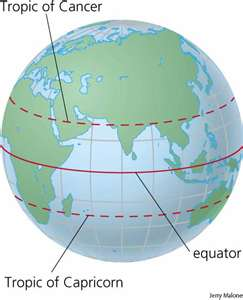 Tropic of Cancer
equator
Tropic of Capricorn
Jerry Malone